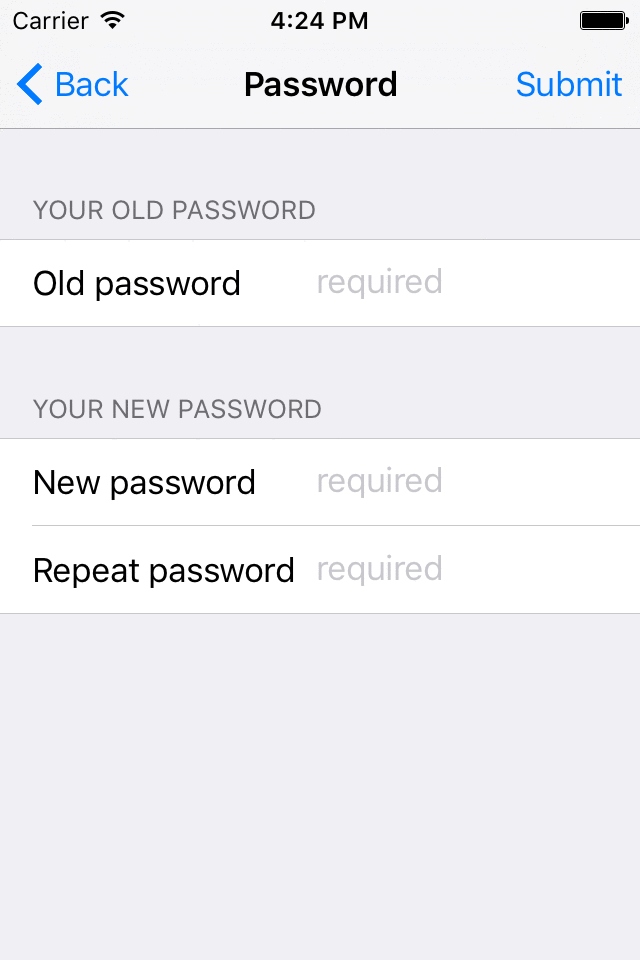 Carrier 4:24 PM
Back Password Submit
YOUR OLD PASSWORD
Old password required
YOUR NEW PASSWORD
New password required
Repeat password required